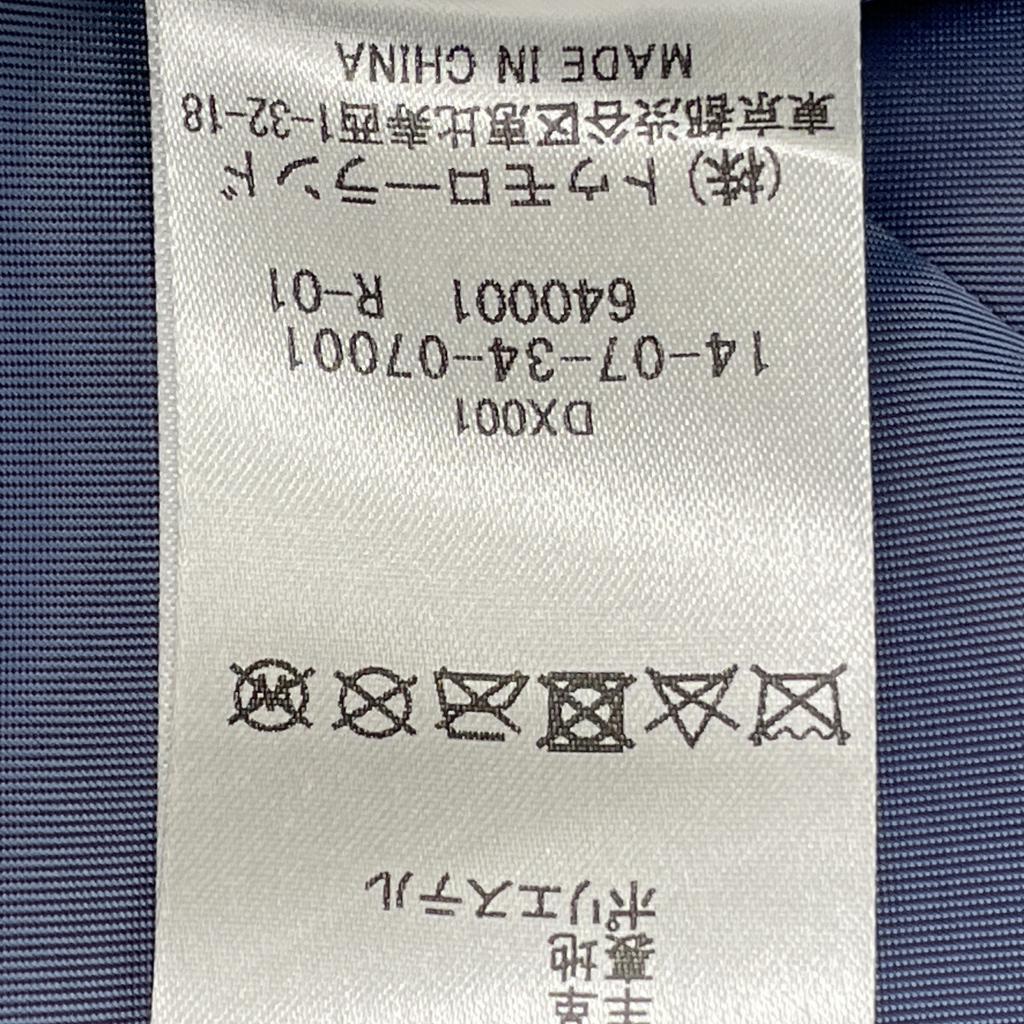 裏地
ポリエステル
DX001
14-07-34-07001
640001 R-01
(株)トゥモローランド
東京都渋谷区恵比寿西1-32-18
MADE IN CHINA